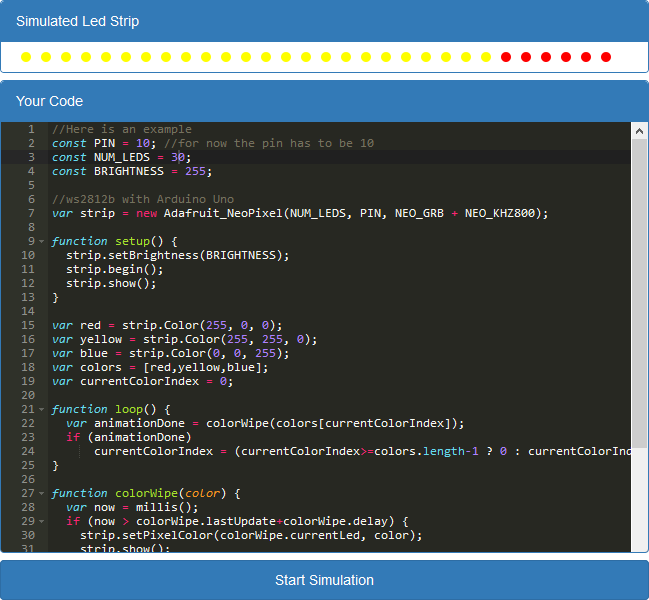 Simulated Led Strip
Your Code
1 //Here is an example
2 const PIN = 10; //for now the pin has to be 10
3 const NUM_LEDS = 30;
4 const BRIGHTNESS = 255;
5
6 //ws2812b with Arduino Uno
7 var strip = new Adafruit_NeoPixel(NUM_LEDS, PIN, NEO_GRB + NEO_KHZ800);
8
9 function setup() {
10   strip.setBrightness(BRIGHTNESS);
11   strip.begin();
12   strip.show();
13 }
14
15 var red = strip.Color(255, 0, 0);
16 var yellow = strip.Color(255, 255, 0);
17 var blue = strip.Color(0, 0, 255);
18 var colors = [red,yellow,blue];
19 var currentColorIndex = 0;
20
21 function loop() {
22   var animationDone = colorWipe(colors[currentColorIndex]);
23   if (animationDone)
24       currentColorIndex = (currentColorIndex>=colors.length-1 ? 0 : currentColorInd
25 }
26
27 function colorWipe(color) {
28   var now = millis();
29   if (now > colorWipe.lastUpdate+colorWipe.delay) {
30     strip.setPixelColor(colorWipe.currentLed, color);
31     strip.show();
Start Simulation